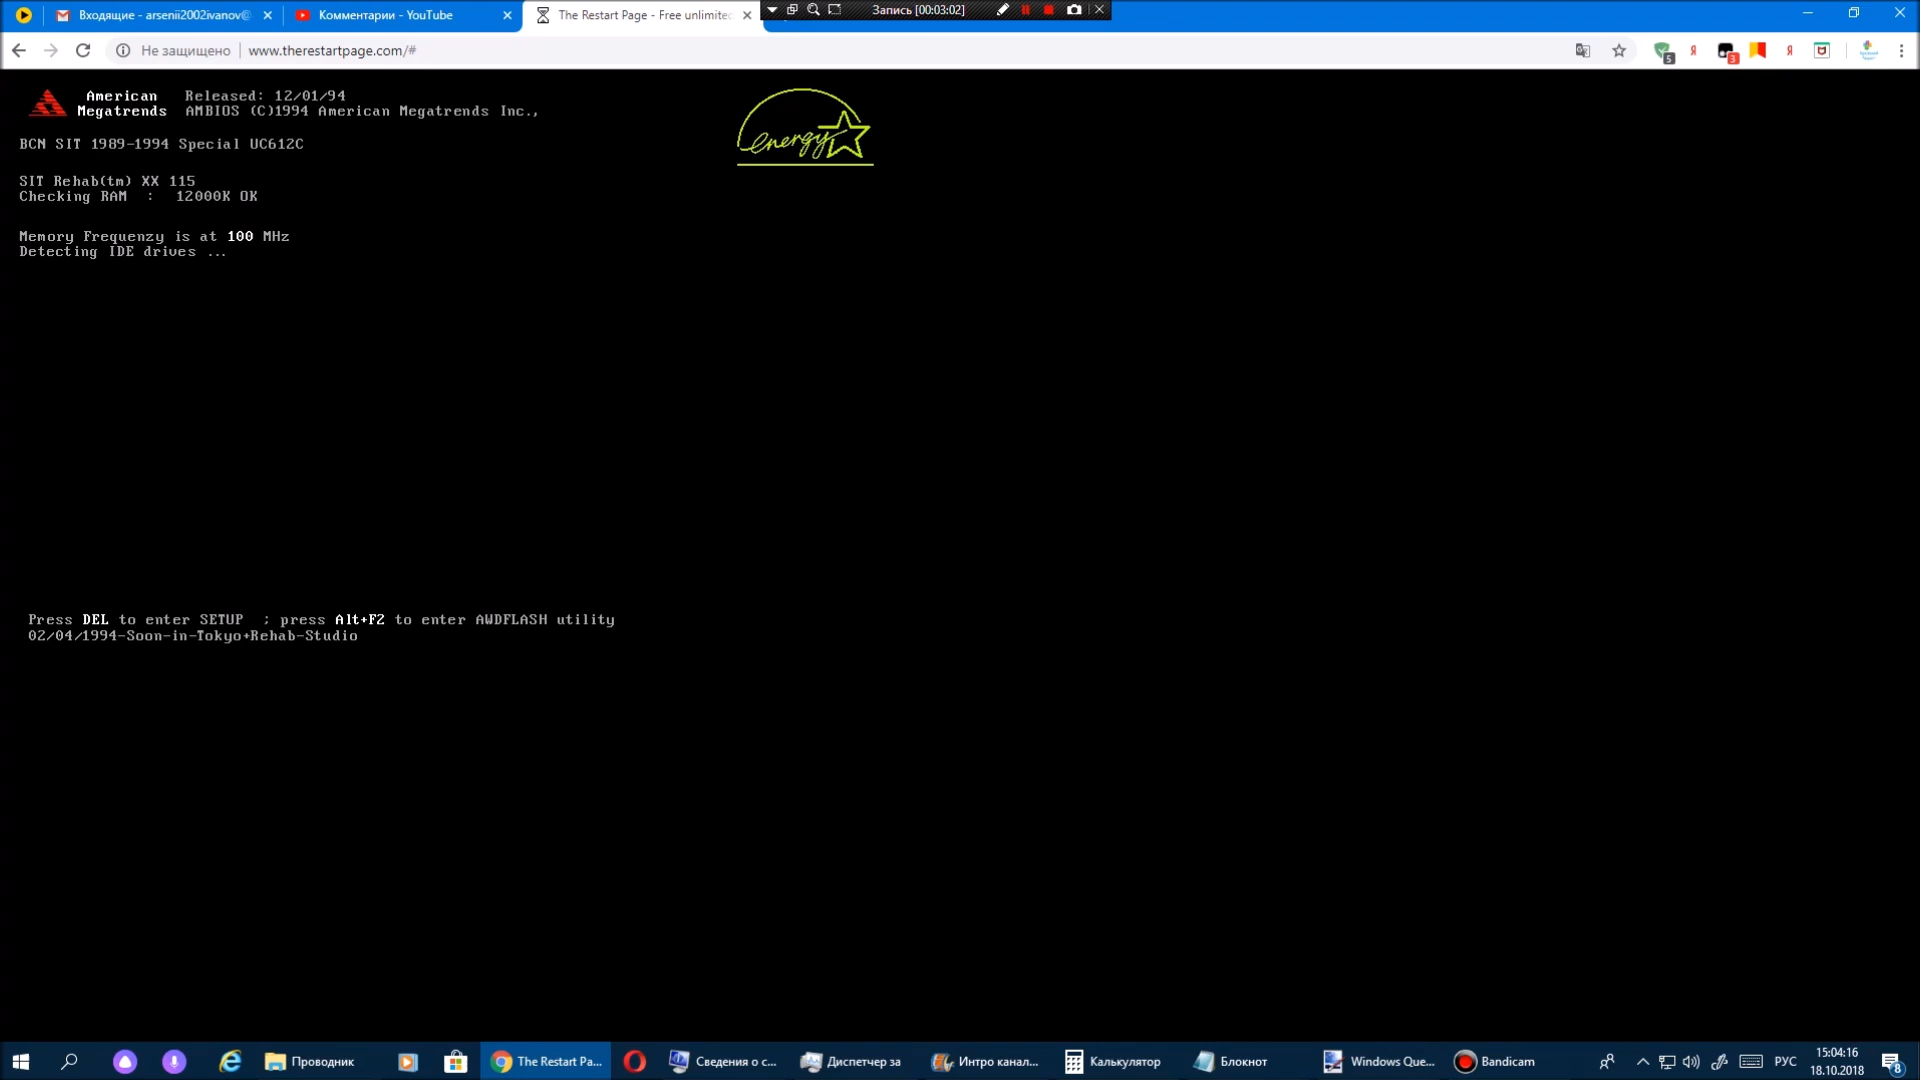 Входящие - arsenii2002ivanov@
Комментарии - YouTube
The Restart Page - Free unlimited
Запись [00:03:02]
Не защищено
www.therestartpage.com/#
5
Я
3
Я
American Megatrends
Released: 12/01/94
AMBIOS (C)1994 American Megatrends Inc.,
energy
BCN SIT 1989-1994 Special UC612C
SIT Rehab(tm) XX 115
Checking RAM : 12000K OK
Memory Frequenzy is at 100 MHz
Detecting IDE drives ...
Press DEL to enter SETUP ; press Alt+F2 to enter AWDFLASH utility
02/04/1994-Soon-in-Tokyo+Rehab-Studio
Проводник
The Restart Pa...
Сведения о с...
Диспетчер за
Интро канал...
Калькулятор
Блокнот
Windows Que...
Bandicam
РУС
15:04:16
18.10.2018
8